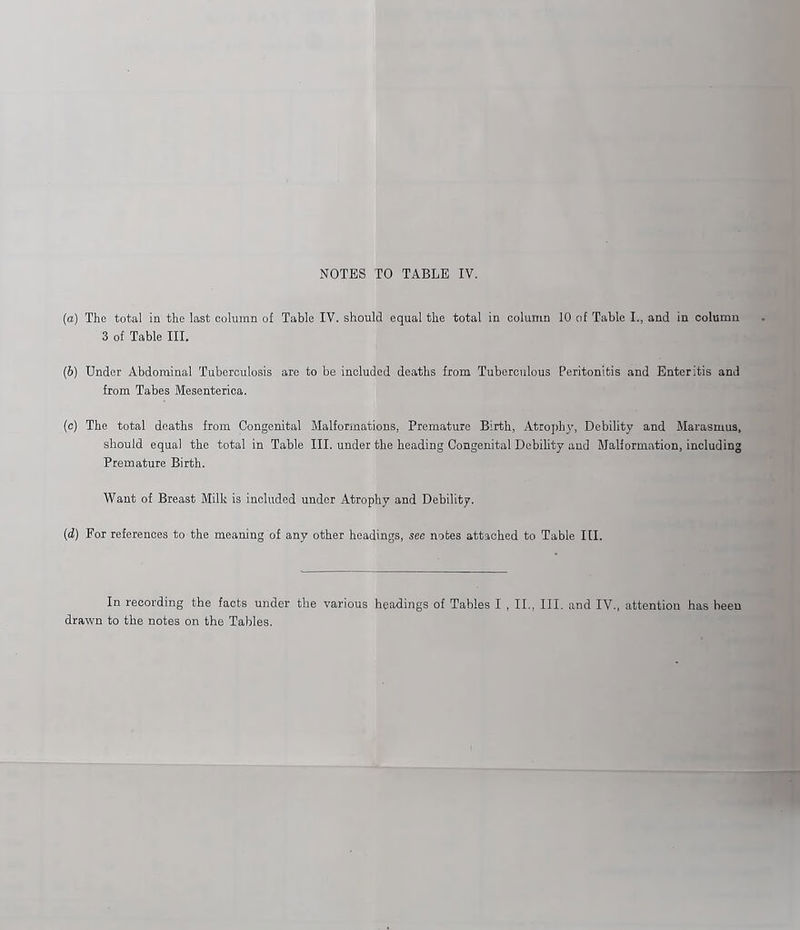 NOTES TO TABLE IV.
(a) The total in the last column of Table IV. should equal the total in column 10 of Table I., and in column
3 of Table III.
(b) Under Abdominal Tuberculosis are to be included deaths from Tuberculous Peritonitis and Enteritis and
from Tabes Mesenterica.
(c) The total deaths from Congenital Malformations, Premature Birth, Atrophy, Debility and Marasmus,
should equal the total in Table III. under the heading Congenital Debility and Malformation, including
Premature Birth.
Want of Breast Milk is included under Atrophy and Debility.
(d) For references to the meaning of any other headings, see notes attached to Table III.
In recording the facts under the various headings of Tables I , II., III. and IV., attention has been
drawn to the notes on the Tables.